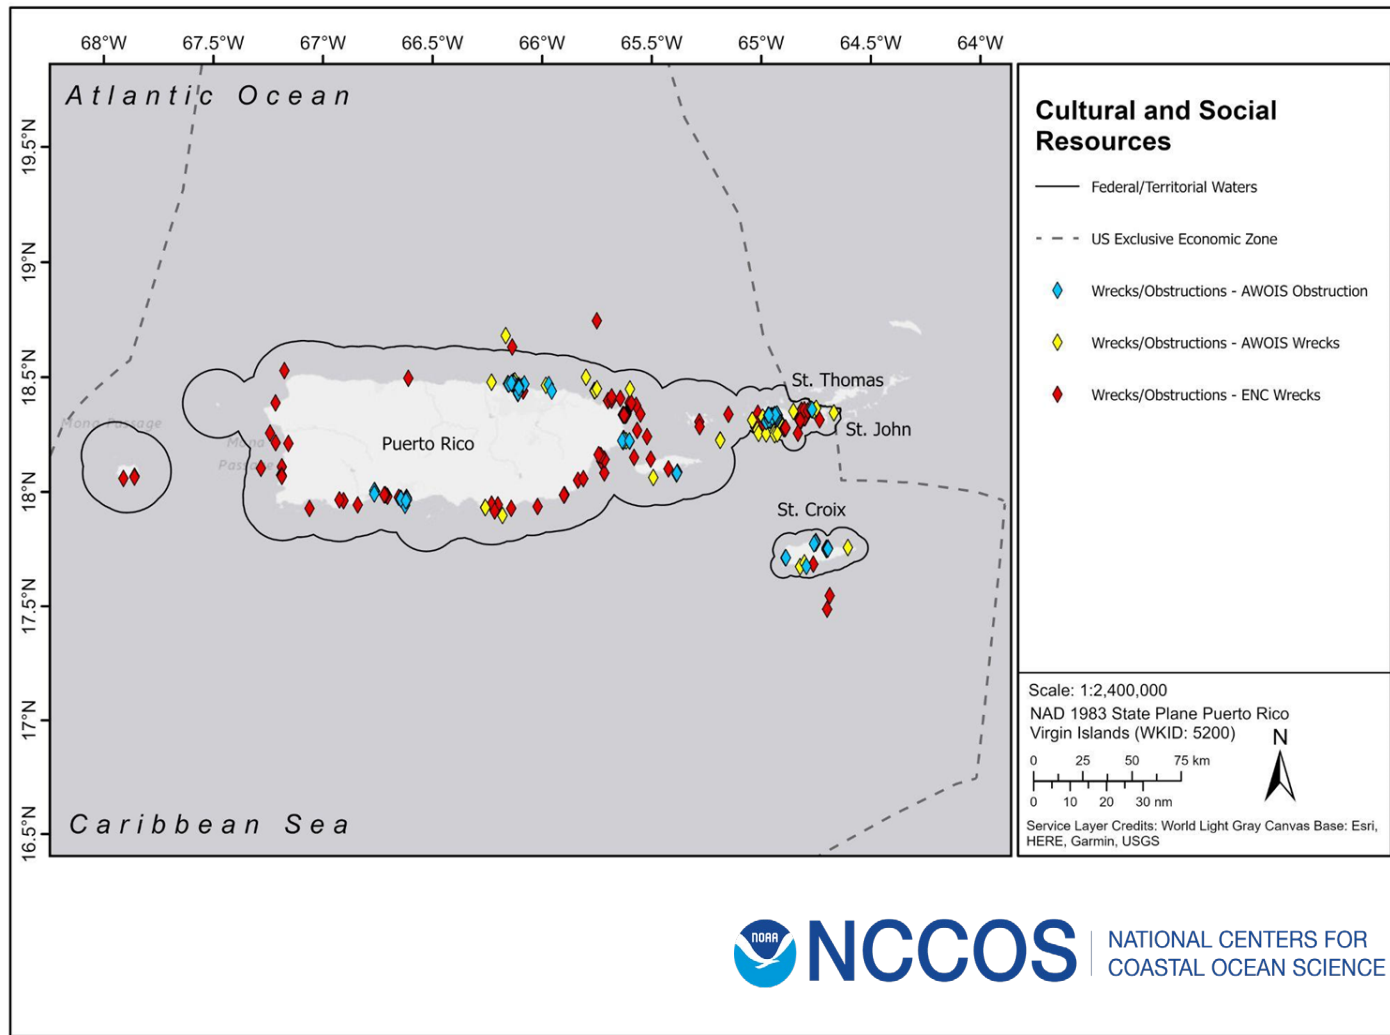 68°W 67.5°W 67°W 66.5°W 66°W 65.5°W 65°W 64.5°W 64°W
19.5°N
19°N
18.5°N
18°N
17.5°N
17°N
16.5°N
Atlantic Ocean
Mona Passage
Mona
Passage
Puerto Rico
St. Thomas
St. John
St. Croix
Caribbean Sea
Cultural and Social
Resources
Federal/Territorial Waters
US Exclusive Economic Zone
Wrecks/Obstructions - AWOIS Obstruction
Wrecks/Obstructions - AWOIS Wrecks
Wrecks/Obstructions - ENC Wrecks
Scale: 1:2,400,000
NAD 1983 State Plane Puerto Rico
Virgin Islands (WKID: 5200)
N
0 25 50 75 km
0 10 20 30 nm
Service Layer Credits: World Light Gray Canvas Base: Esri,
HERE, Garmin, USGS
NOAA
NCCOS
NATIONAL CENTERS FOR
COASTAL OCEAN SCIENCE